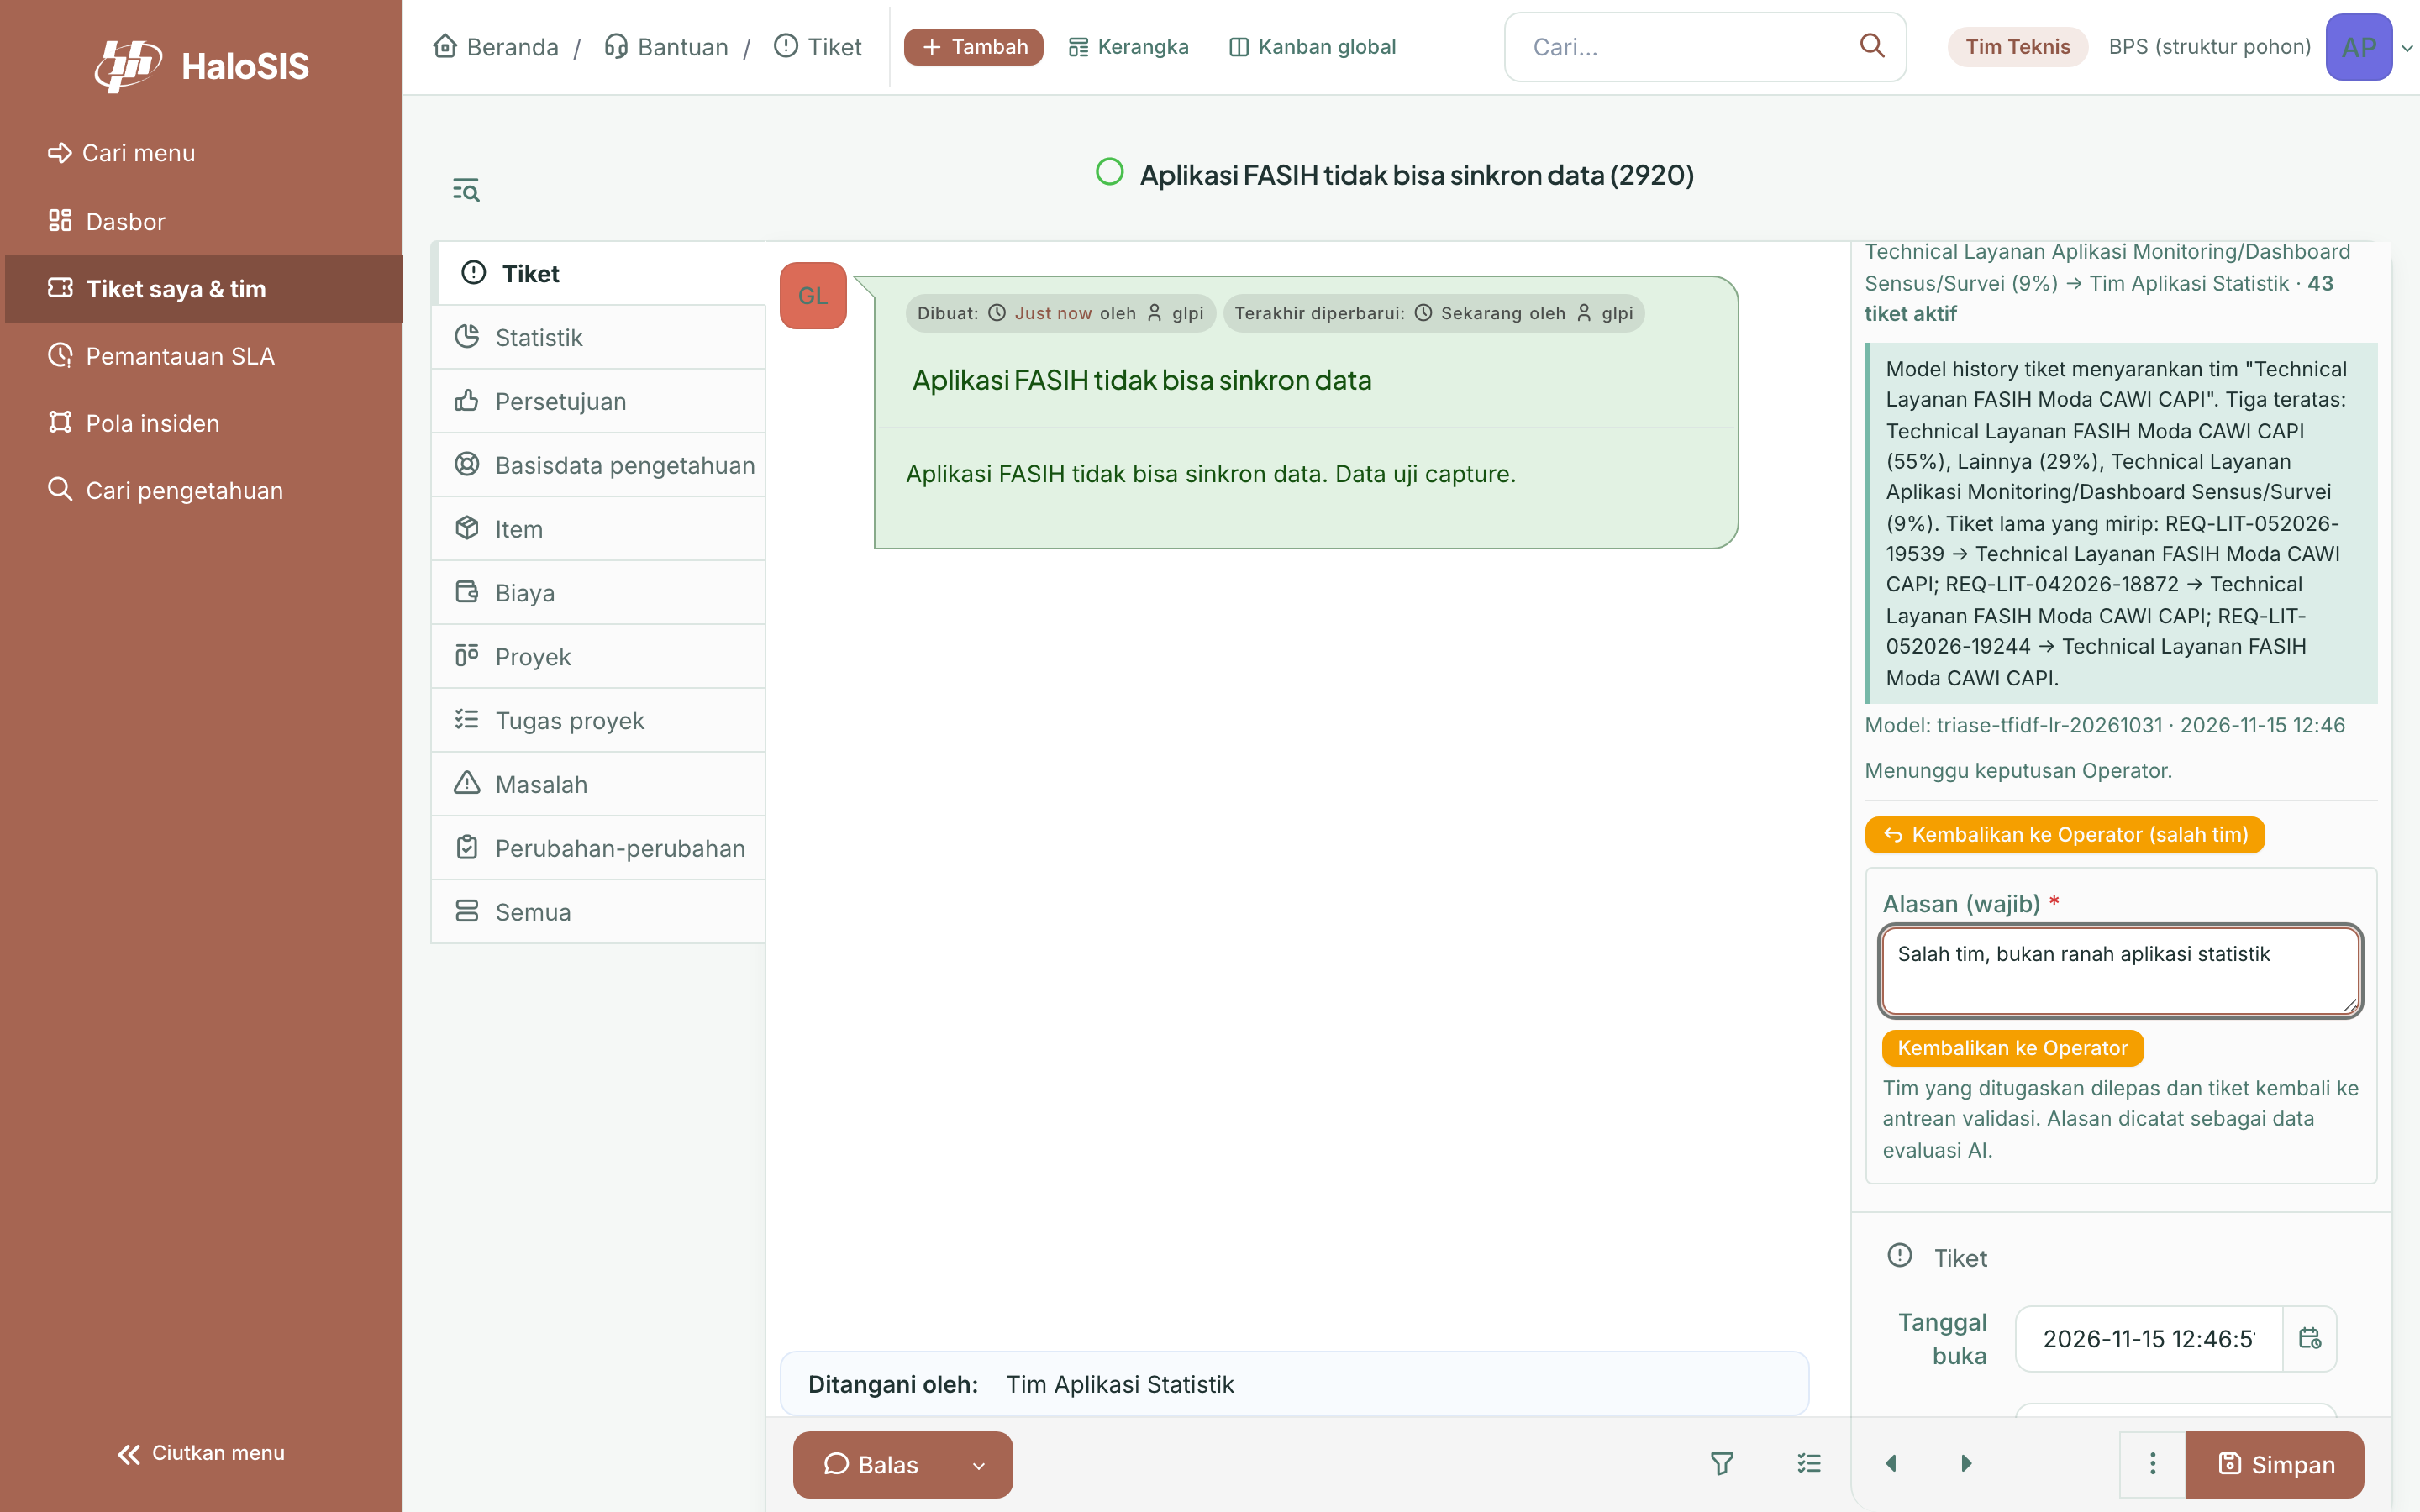 HaloSIS
Cari menu
Dasbor
Tiket saya & tim
Pemantauan SLA
Pola insiden
Cari pengetahuan
Ciutkan menu
Beranda / Bantuan / Tiket
Tambah
Kerangka
Kanban global
Cari...
Tim Teknis
BPS (struktur pohon)
AP
Aplikasi FASIH tidak bisa sinkron data (2920)
Tiket
Statistik
Persetujuan
Basisdata pengetahuan
Item
Biaya
Proyek
Tugas proyek
Masalah
Perubahan-perubahan
Semua
GL
Dibuat: Just now oleh glpi
Terakhir diperbarui: Sekarang oleh glpi
Aplikasi FASIH tidak bisa sinkron data
Aplikasi FASIH tidak bisa sinkron data. Data uji capture.
Ditangani oleh: Tim Aplikasi Statistik
Balas
Technical Layanan Aplikasi Monitoring/Dashboard
Sensus/Survei (9%) → Tim Aplikasi Statistik · 43
tiket aktif
Model history tiket menyarankan tim "Technical
Layanan FASIH Moda CAWI CAPI". Tiga teratas:
Technical Layanan FASIH Moda CAWI CAPI
(55%), Lainnya (29%), Technical Layanan
Aplikasi Monitoring/Dashboard Sensus/Survei
(9%). Tiket lama yang mirip: REQ-LIT-052026-
19539 → Technical Layanan FASIH Moda CAWI
CAPI; REQ-LIT-042026-18872 → Technical
Layanan FASIH Moda CAWI CAPI; REQ-LIT-
052026-19244 → Technical Layanan FASIH
Moda CAWI CAPI.
Model: triase-tfidf-lr-20261031 · 2026-11-15 12:46
Menunggu keputusan Operator.
Kembalikan ke Operator (salah tim)
Alasan (wajib) *
Salah tim, bukan ranah aplikasi statistik
Kembalikan ke Operator
Tim yang ditugaskan dilepas dan tiket kembali ke
antrean validasi. Alasan dicatat sebagai data
evaluasi AI.
Tiket
Tanggal
buka
2026-11-15 12:46:5
Simpan